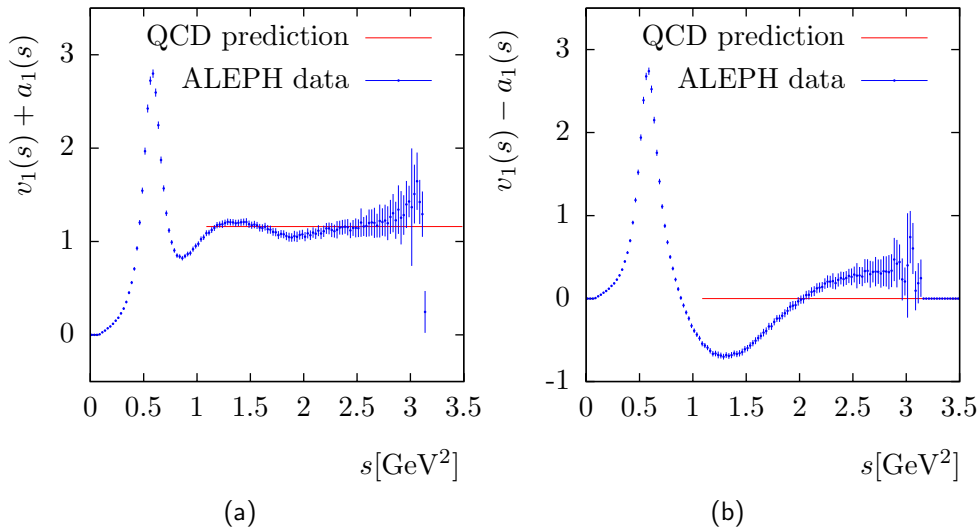 v₁(s) + a₁(s)
QCD prediction
ALEPH data
3
2
1
0
0 0.5 1 1.5 2 2.5 3 3.5
s[GeV²]
(a)
v₁(s) − a₁(s)
QCD prediction
ALEPH data
3
2
1
0
-1
0 0.5 1 1.5 2 2.5 3 3.5
s[GeV²]
(b)